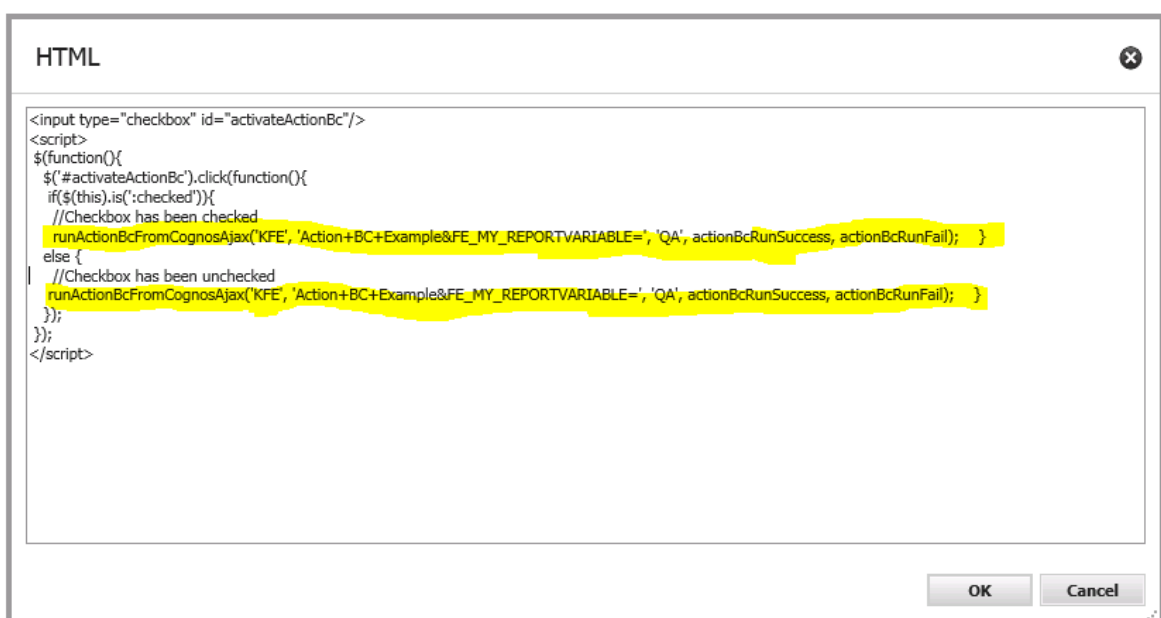 HTML
<input type="checkbox" id="activateActionBc"/>
<script>
$(function(){
$('#activateActionBc').click(function(){
if($(this).is(':checked')){
//Checkbox has been checked
runActionBcFromCognosAjax('KFE', 'Action+BC+Example&FE_MY_REPORTVARIABLE=', 'QA', actionBcRunSuccess, actionBcRunFail); }
else {
//Checkbox has been unchecked
runActionBcFromCognosAjax('KFE', 'Action+BC+Example&FE_MY_REPORTVARIABLE=', 'QA', actionBcRunSuccess, actionBcRunFail); }
});
});
</script>
OK Cancel